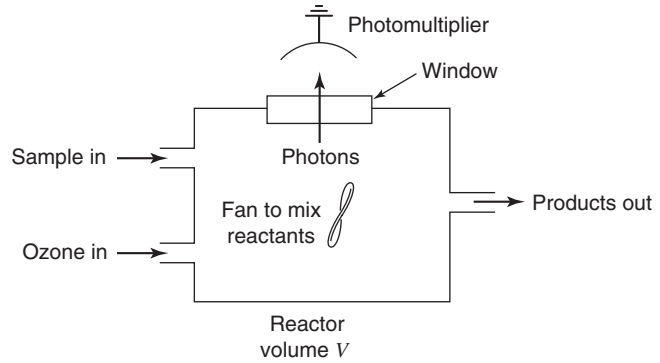 Photomultiplier
Window
Sample in
Photons
Fan to mix
reactants
Products out
Ozone in
Reactor
volume V